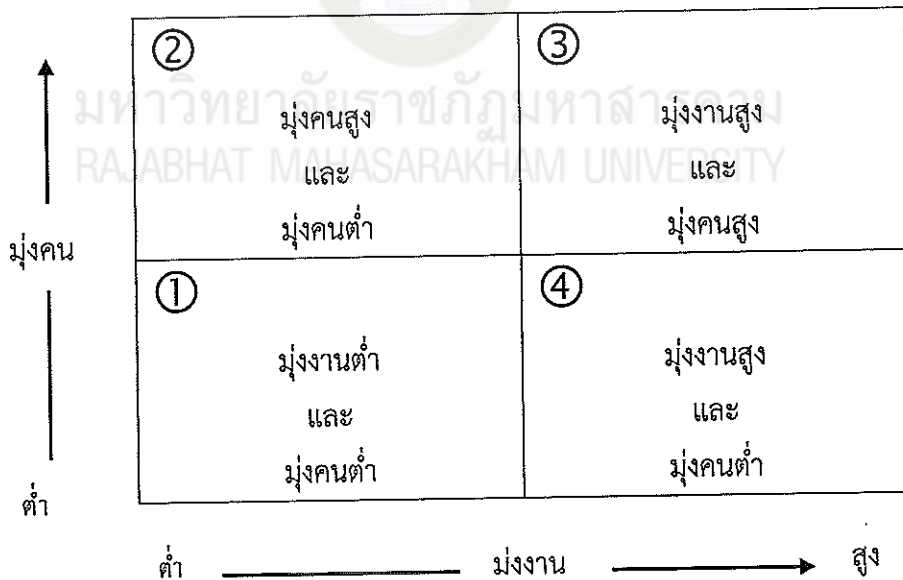 ②
③
มหาวิทยาลัยราชภัฏมหาสารคาม
RAJABHAT MAHASARAKHAM UNIVERSITY
มุ่งคนสูง
และ
มุ่งคนต่ำ
มุ่งงานสูง
และ
มุ่งคนสูง
มุ่งคน
①
④
มุ่งงานต่ำ
และ
มุ่งคนต่ำ
มุ่งงานสูง
และ
มุ่งคนต่ำ
ต่ำ
ต่ำ
ม่งงาน
สูง